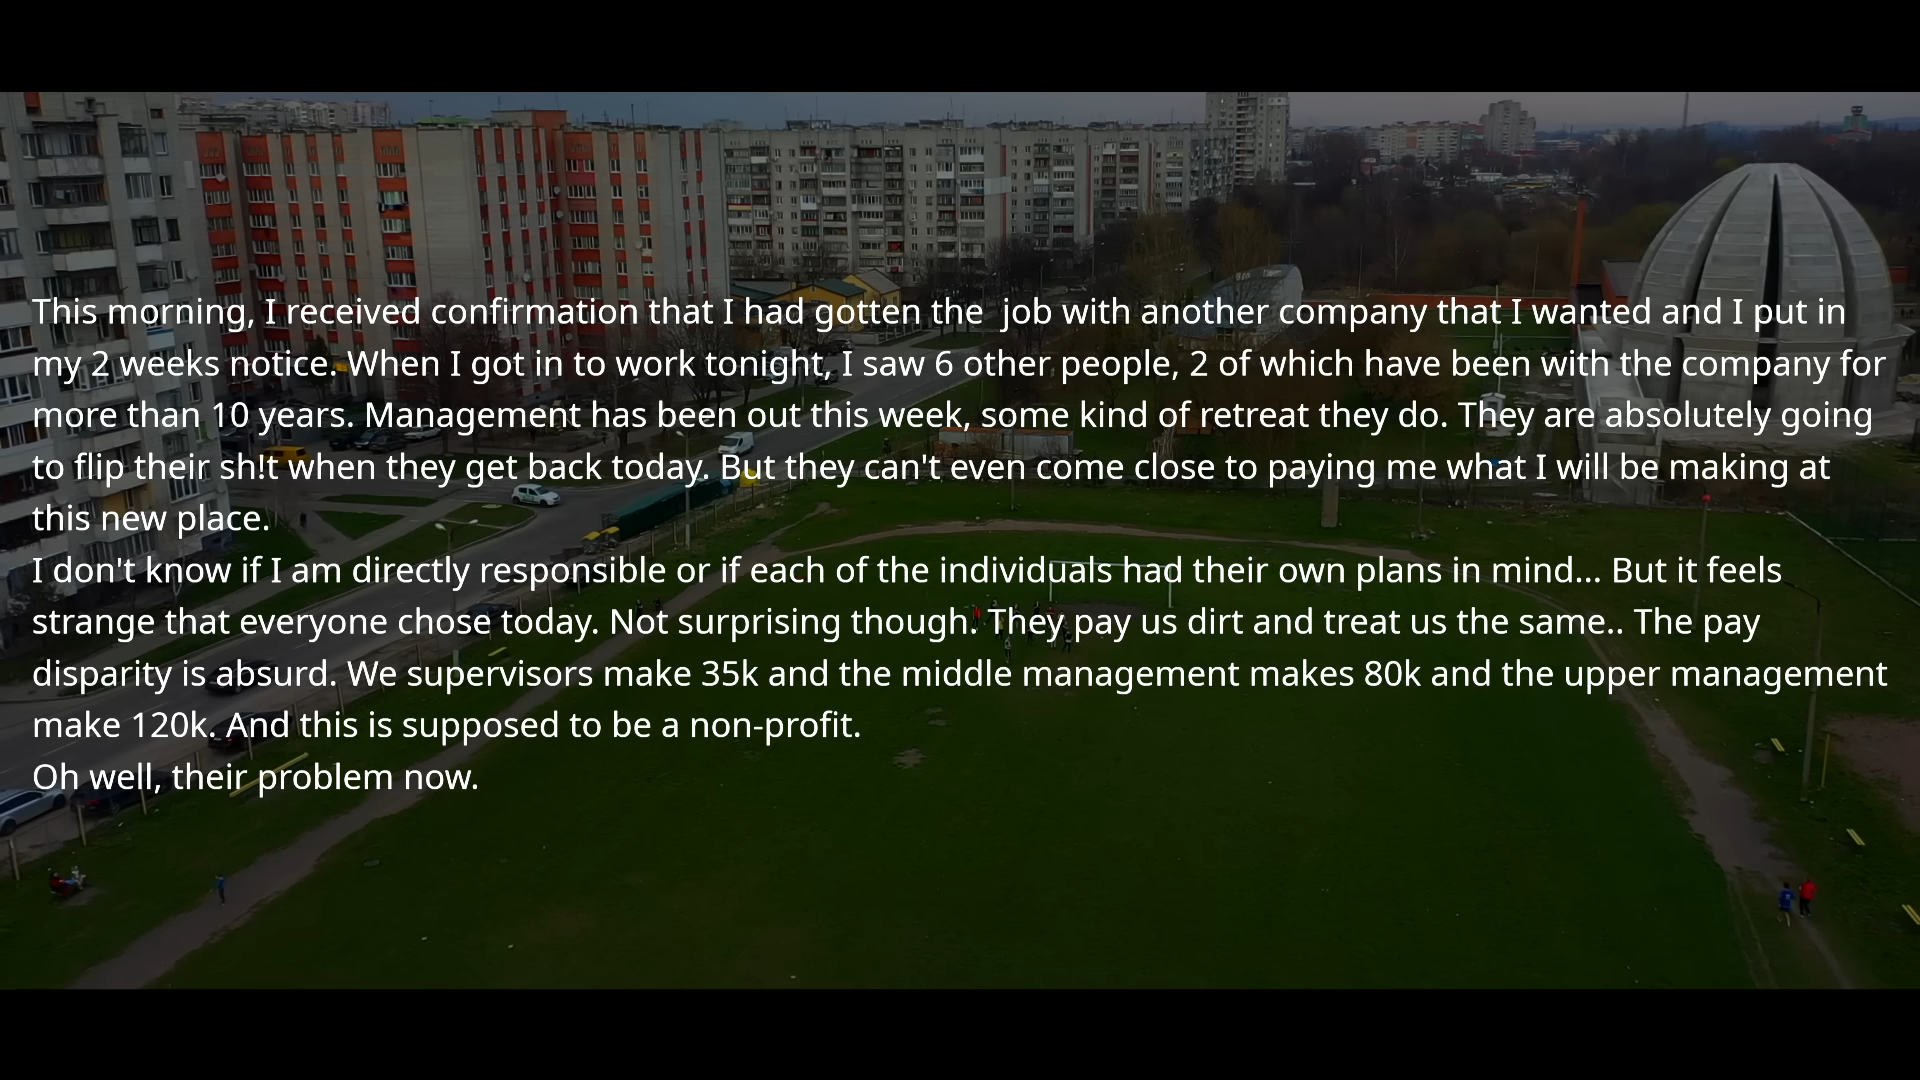 This morning, I received confirmation that I had gotten the  job with another company that I wanted and I put in
my 2 weeks notice. When I got in to work tonight, I saw 6 other people, 2 of which have been with the company for
more than 10 years. Management has been out this week, some kind of retreat they do. They are absolutely going
to flip their sh!t when they get back today. But they can't even come close to paying me what I will be making at
this new place.
I don't know if I am directly responsible or if each of the individuals had their own plans in mind... But it feels
strange that everyone chose today. Not surprising though. They pay us dirt and treat us the same.. The pay
disparity is absurd. We supervisors make 35k and the middle management makes 80k and the upper management
make 120k. And this is supposed to be a non-profit.
Oh well, their problem now.